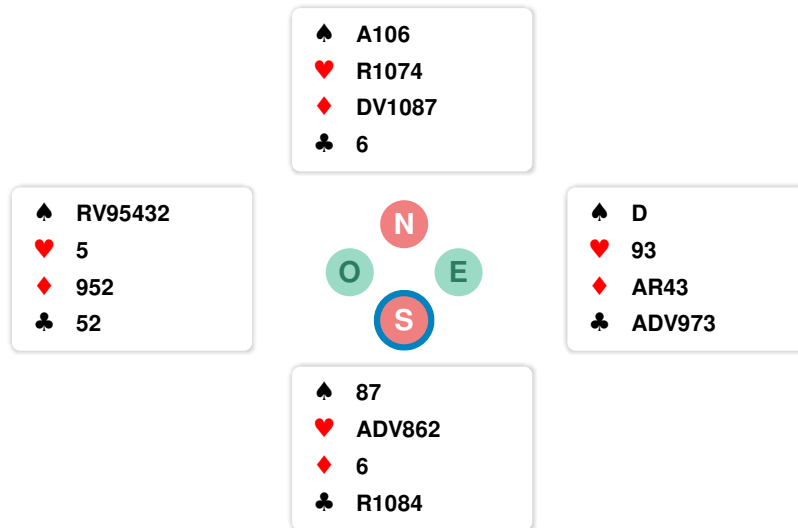 ♠ A106
♥ R1074
♦ DV1087
♣ 6
♠ RV95432
♥ 5
♦ 952
♣ 52
N
O E
S
♠ D
♥ 93
♦ AR43
♣ ADV973
♠ 87
♥ ADV862
♦ 6
♣ R1084